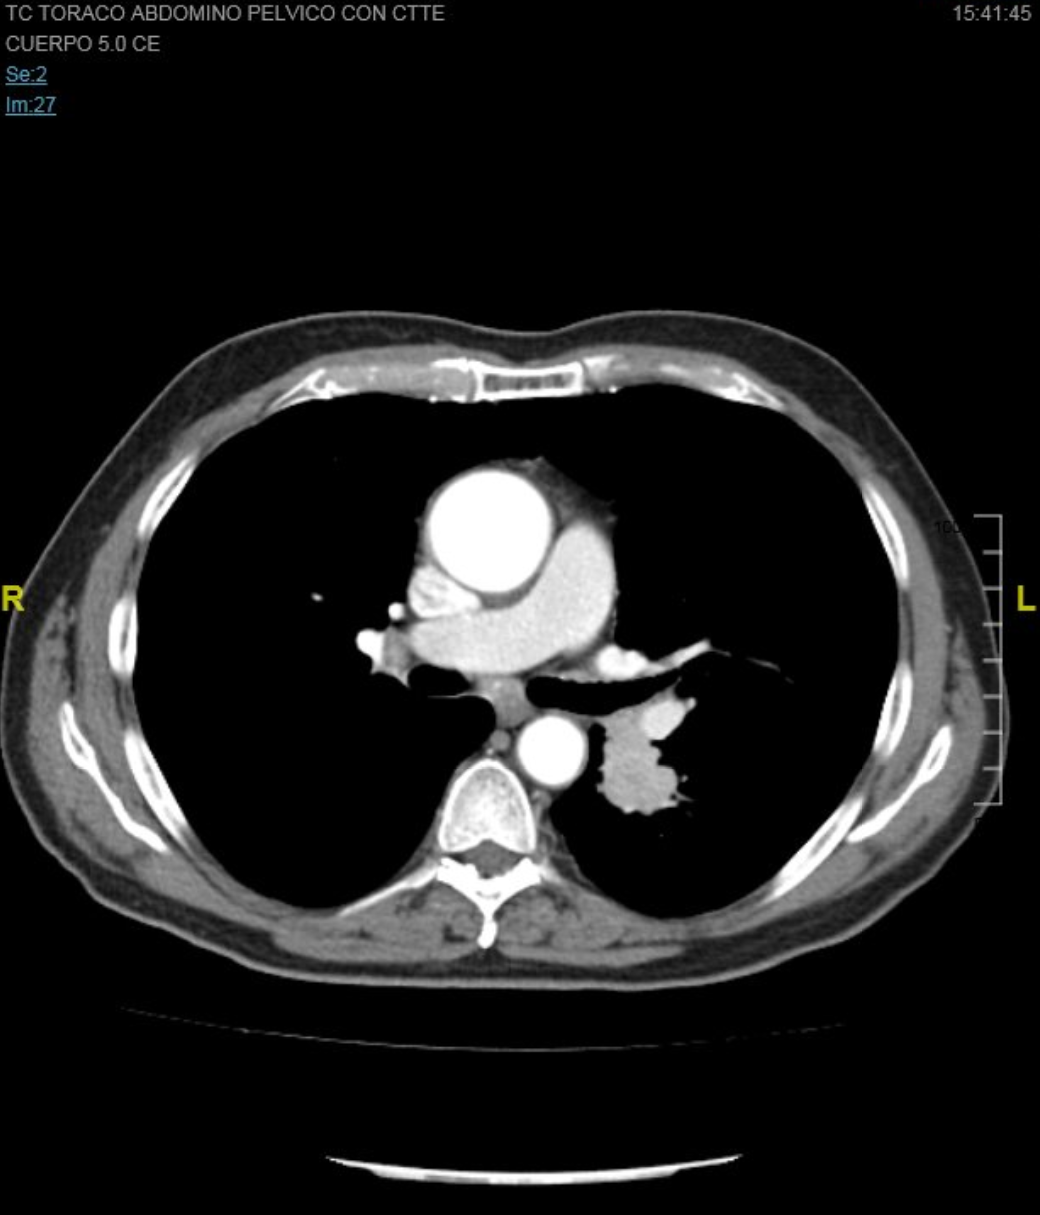 TC TORACO ABDOMINO PELVICO CON CTTE
15:41:45
CUERPO 5.0 CE
Se:2
Im:27
R
L